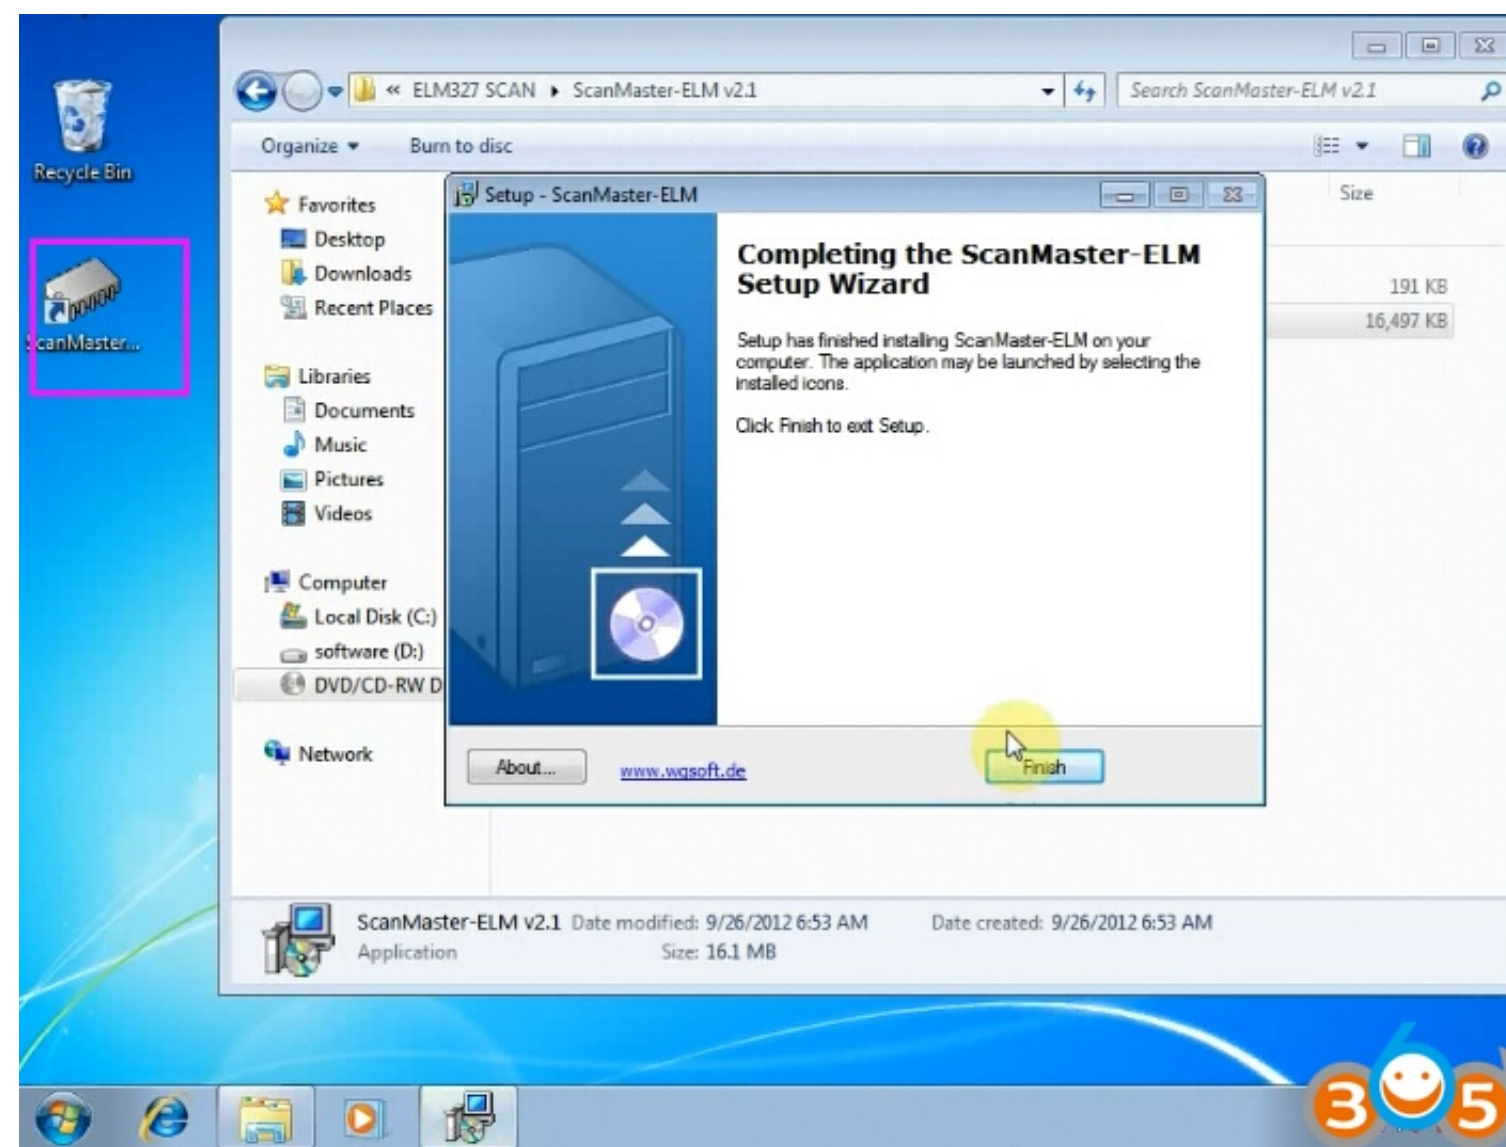 « ELM327 SCAN ▸ ScanMaster-ELM v2.1
Search ScanMaster-ELM v2.1
Organize ▾ Burn to disc
Recycle Bin
ScanMaster...
Favorites
Desktop
Downloads
Recent Places
Libraries
Documents
Music
Pictures
Videos
Computer
Local Disk (C:)
software (D:)
DVD/CD-RW D
Network
Size
191 KB
16,497 KB
Setup - ScanMaster-ELM
Completing the ScanMaster-ELM
Setup Wizard
Setup has finished installing ScanMaster-ELM on your
computer. The application may be launched by selecting the
installed icons.
Click Finish to exit Setup.
About...
www.wgsoft.de
Finish
ScanMaster-ELM v2.1 Date modified: 9/26/2012 6:53 AM Date created: 9/26/2012 6:53 AM
Application Size: 16.1 MB
365